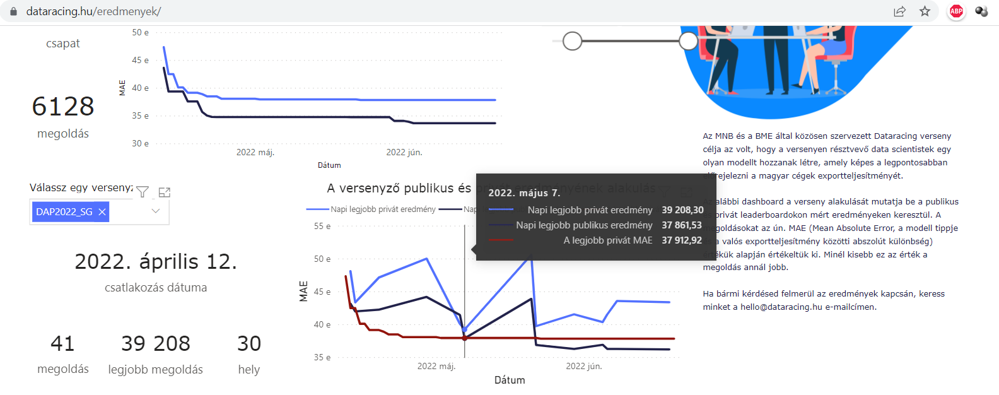 dataracing.hu/eredmenyek/
ABP
csapat
6128
megoldás
MAE
50 e
45 e
40 e
35 e
30 e
2022 máj.
2022 jún.
Dátum
Válassz egy verseny
DAP2022_SG
2022. április 12.
csatlakozás dátuma
41
megoldás
39 208
legjobb megoldás
30
hely
A versenyző publikus és privát eredményének alakulás
Napi legjobb privát eredmény
Nap
MAE
55 e
50 e
45 e
40 e
35 e
2022 máj.
2022 jún.
Dátum
2022. május 7.
Napi legjobb privát eredmény 39 208,30
Napi legjobb publikus eredmény 37 861,53
A legjobb privát MAE 37 912,92
Az MNB és a BME által közösen szervezett Dataracing verseny
célja az volt, hogy a versenyen résztvevő data scientistek egy
olyan modellt hozzanak létre, amely képes a legpontosabban
előrejelezni a magyar cégek exportteljesítményét.
Az alábbi dashboard a verseny alakulását mutatja be a publikus
és privát leaderboardokon mért eredményeken keresztül. A
megoldásokat az ún. MAE (Mean Absolute Error, a modell tippje
és a valós exportteljesítmény közötti abszolút különbség)
értékük alapján értékeltük ki. Minél kisebb ez az érték a
megoldás annál jobb.
Ha bármi kérdésed felmerül az eredmények kapcsán, keress
minket a hello@dataracing.hu e-mailcímen.